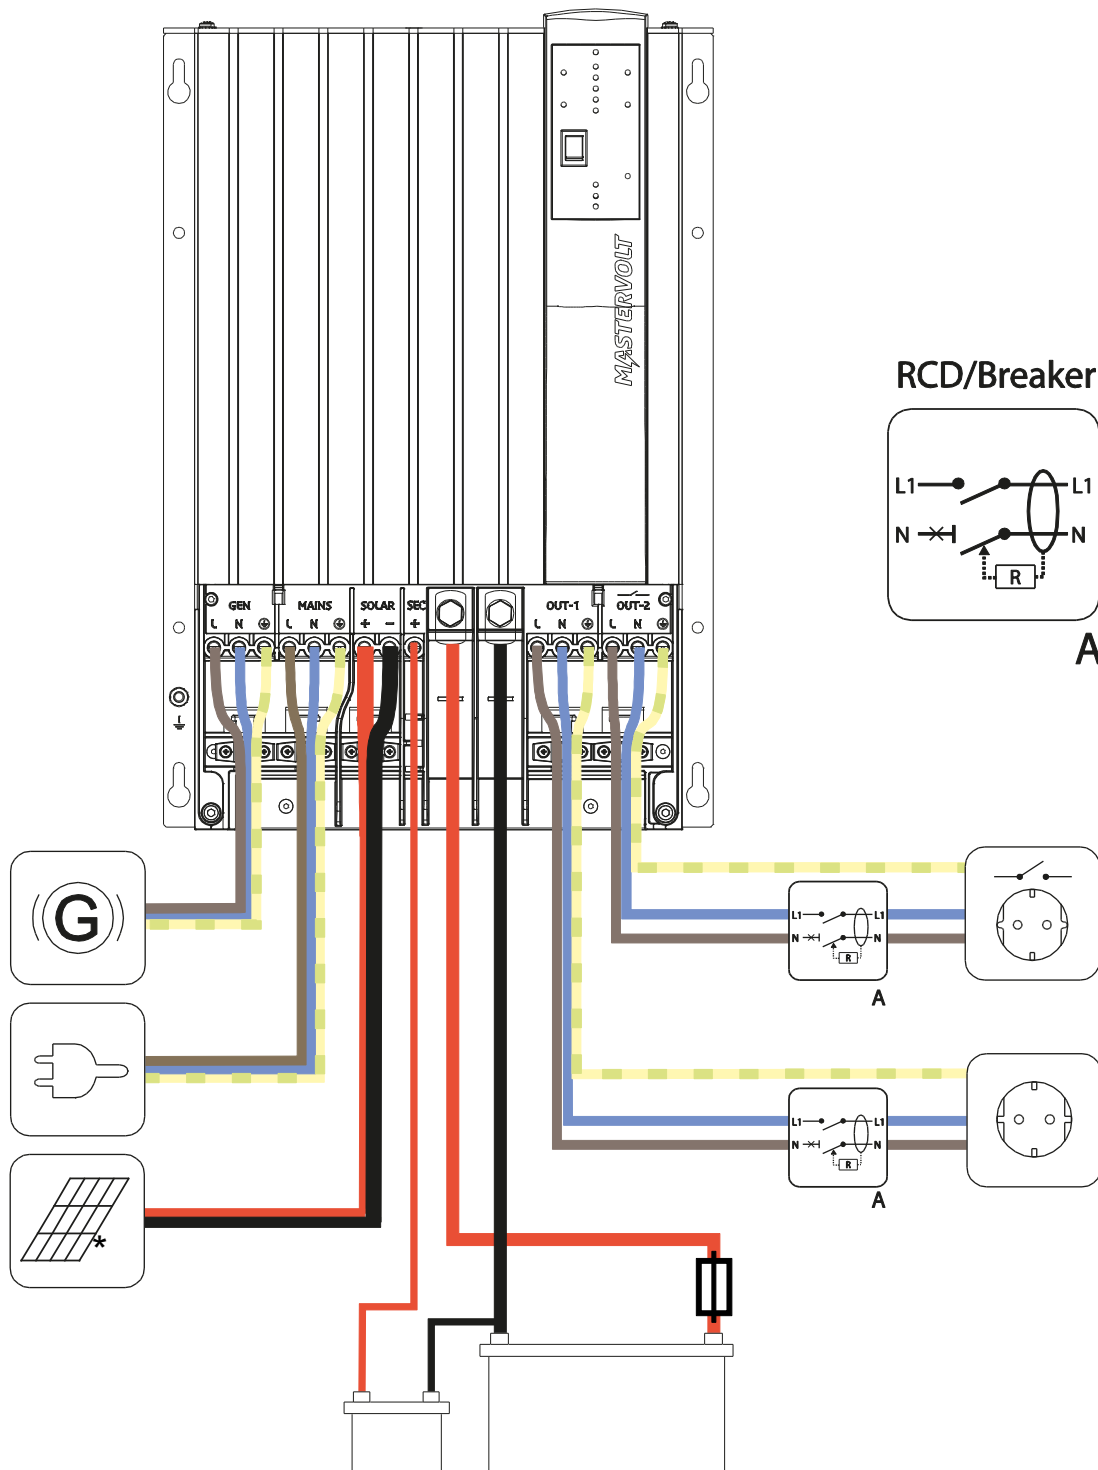 MASTERVOLT
RCD/Breaker
L1 L1
N N
R
A
GEN MAINS SOLAR SEC OUT-1 OUT-2
L N L N + - + L N L N
G
L1 L1
N N
R
A
L1 L1
N N
R
A
*